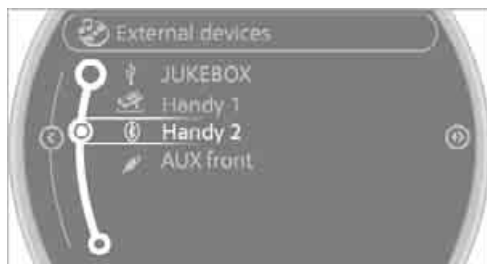 External devices
JUKEBOX
Handy 1
Handy 2
AUX front